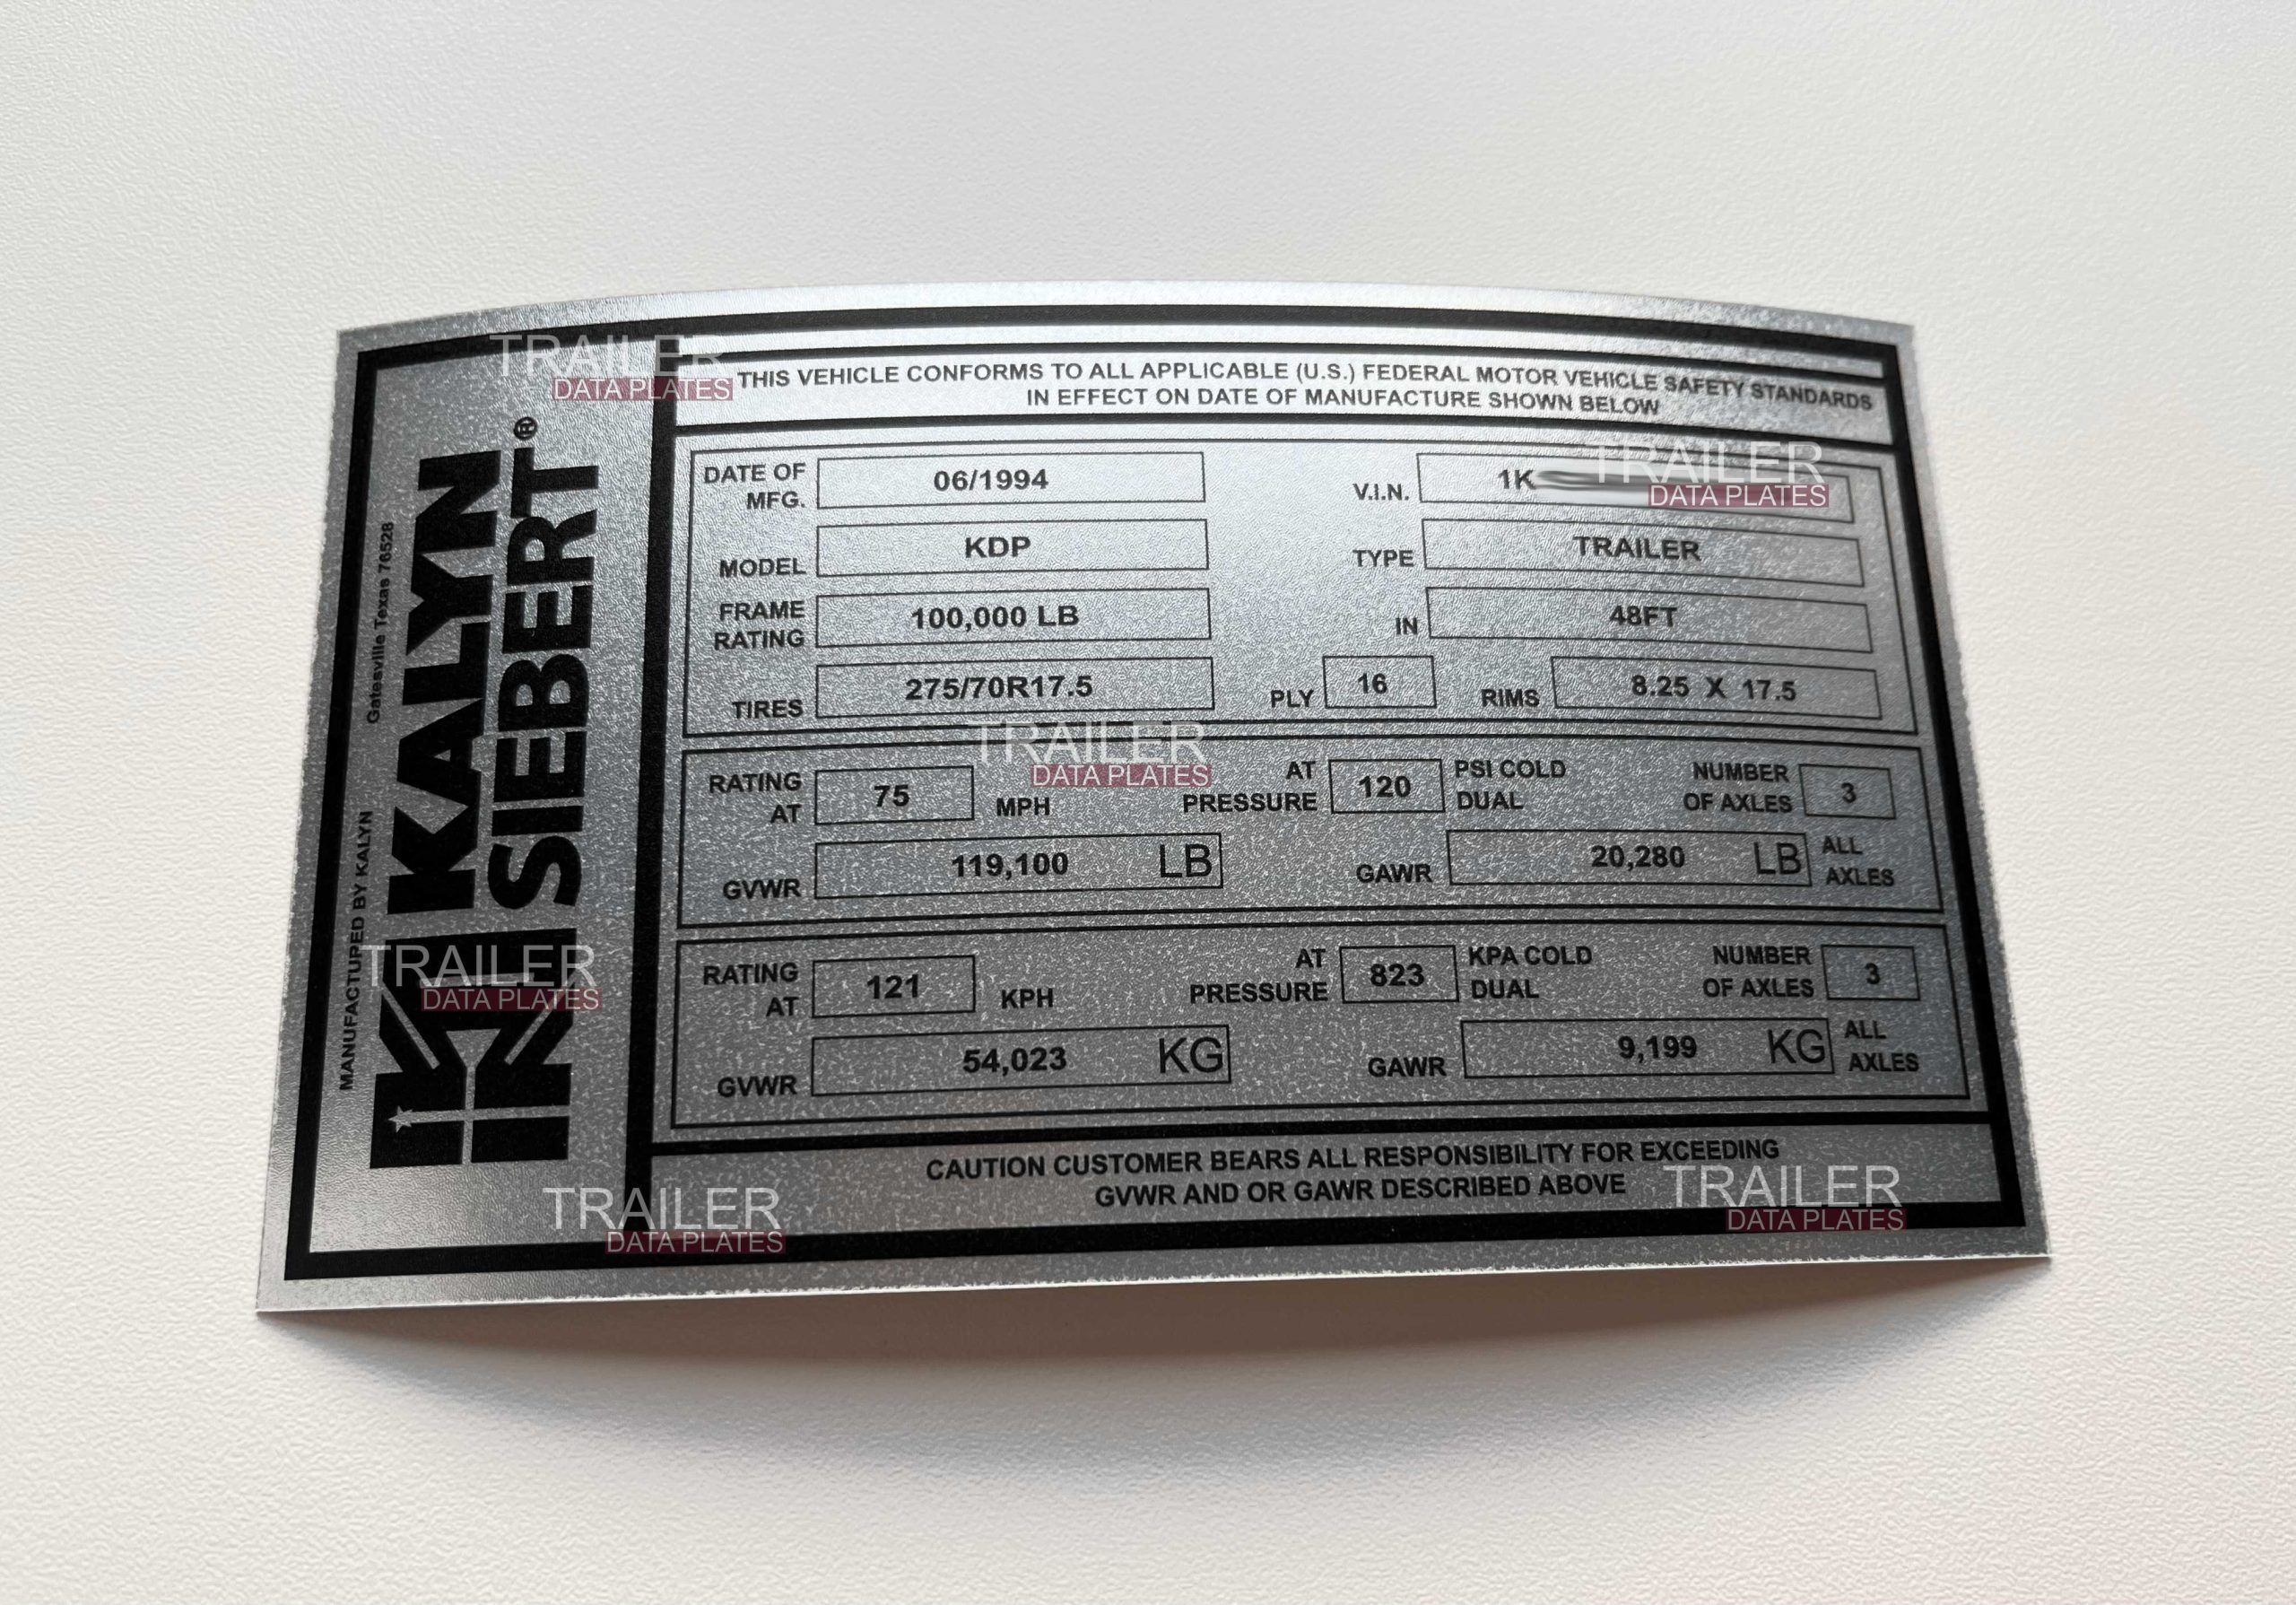 THIS VEHICLE CONFORMS TO ALL APPLICABLE (U.S.) FEDERAL MOTOR VEHICLE SAFETY STANDARDS
IN EFFECT ON DATE OF MANUFACTURE SHOWN BELOW
MANUFACTURED BY KALYN Gatesville Texas 76528
KALYN
SIEBERT®
DATE OF MFG. 06/1994 V.I.N. 1K
MODEL KDP TYPE TRAILER
FRAME RATING 100,000 LB IN 48FT
TIRES 275/70R17.5 PLY 16 RIMS 8.25 X 17.5
RATING AT 75 MPH AT PRESSURE 120 PSI COLD DUAL NUMBER OF AXLES 3
GVWR 119,100 LB GAWR 20,280 LB ALL AXLES
RATING AT 121 KPH AT PRESSURE 823 KPA COLD DUAL NUMBER OF AXLES 3
GVWR 54,023 KG GAWR 9,199 KG ALL AXLES
CAUTION CUSTOMER BEARS ALL RESPONSIBILITY FOR EXCEEDING
GVWR AND OR GAWR DESCRIBED ABOVE
TRAILER
DATA PLATES
TRAILER
DATA PLATES
TRAILER
DATA PLATES
TRAILER
DATA PLATES
TRAILER
DATA PLATES
TRAILER
DATA PLATES